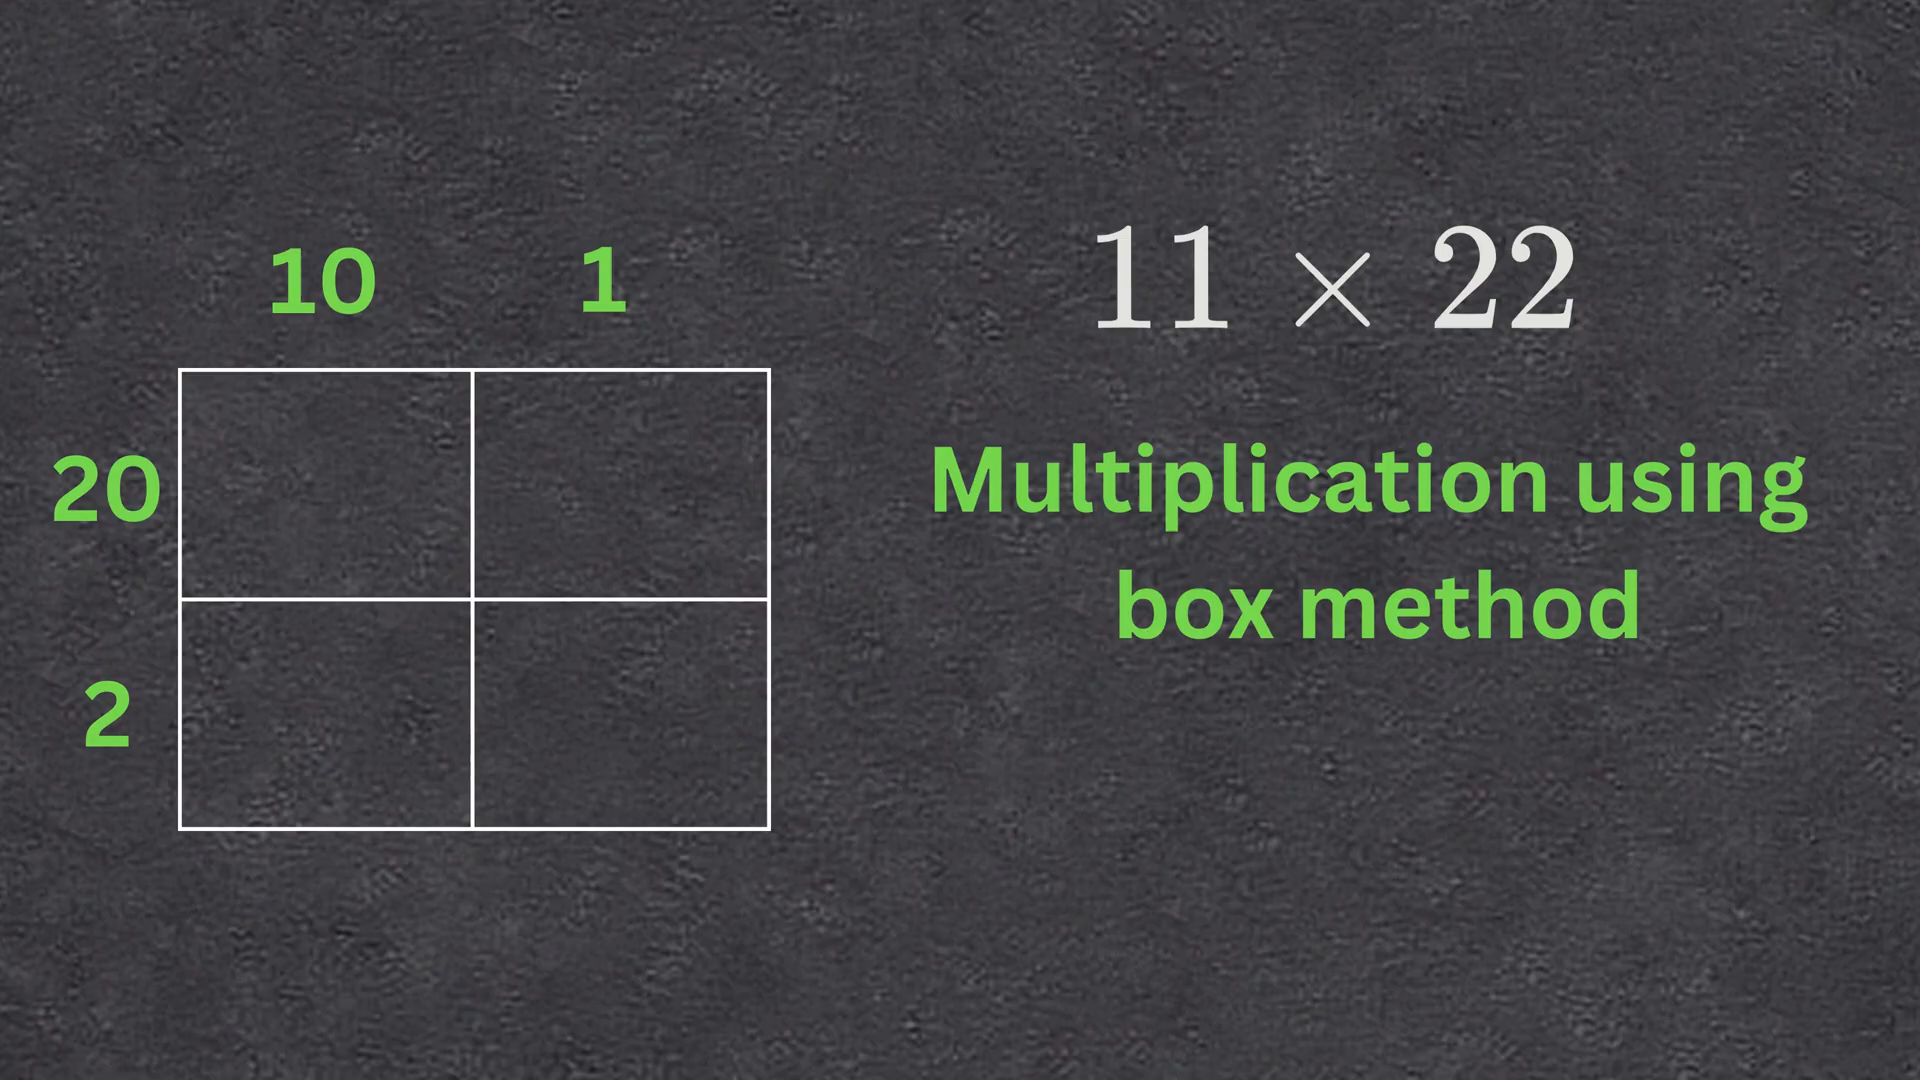 10 1
20
2
11 × 22
Multiplication using
box method